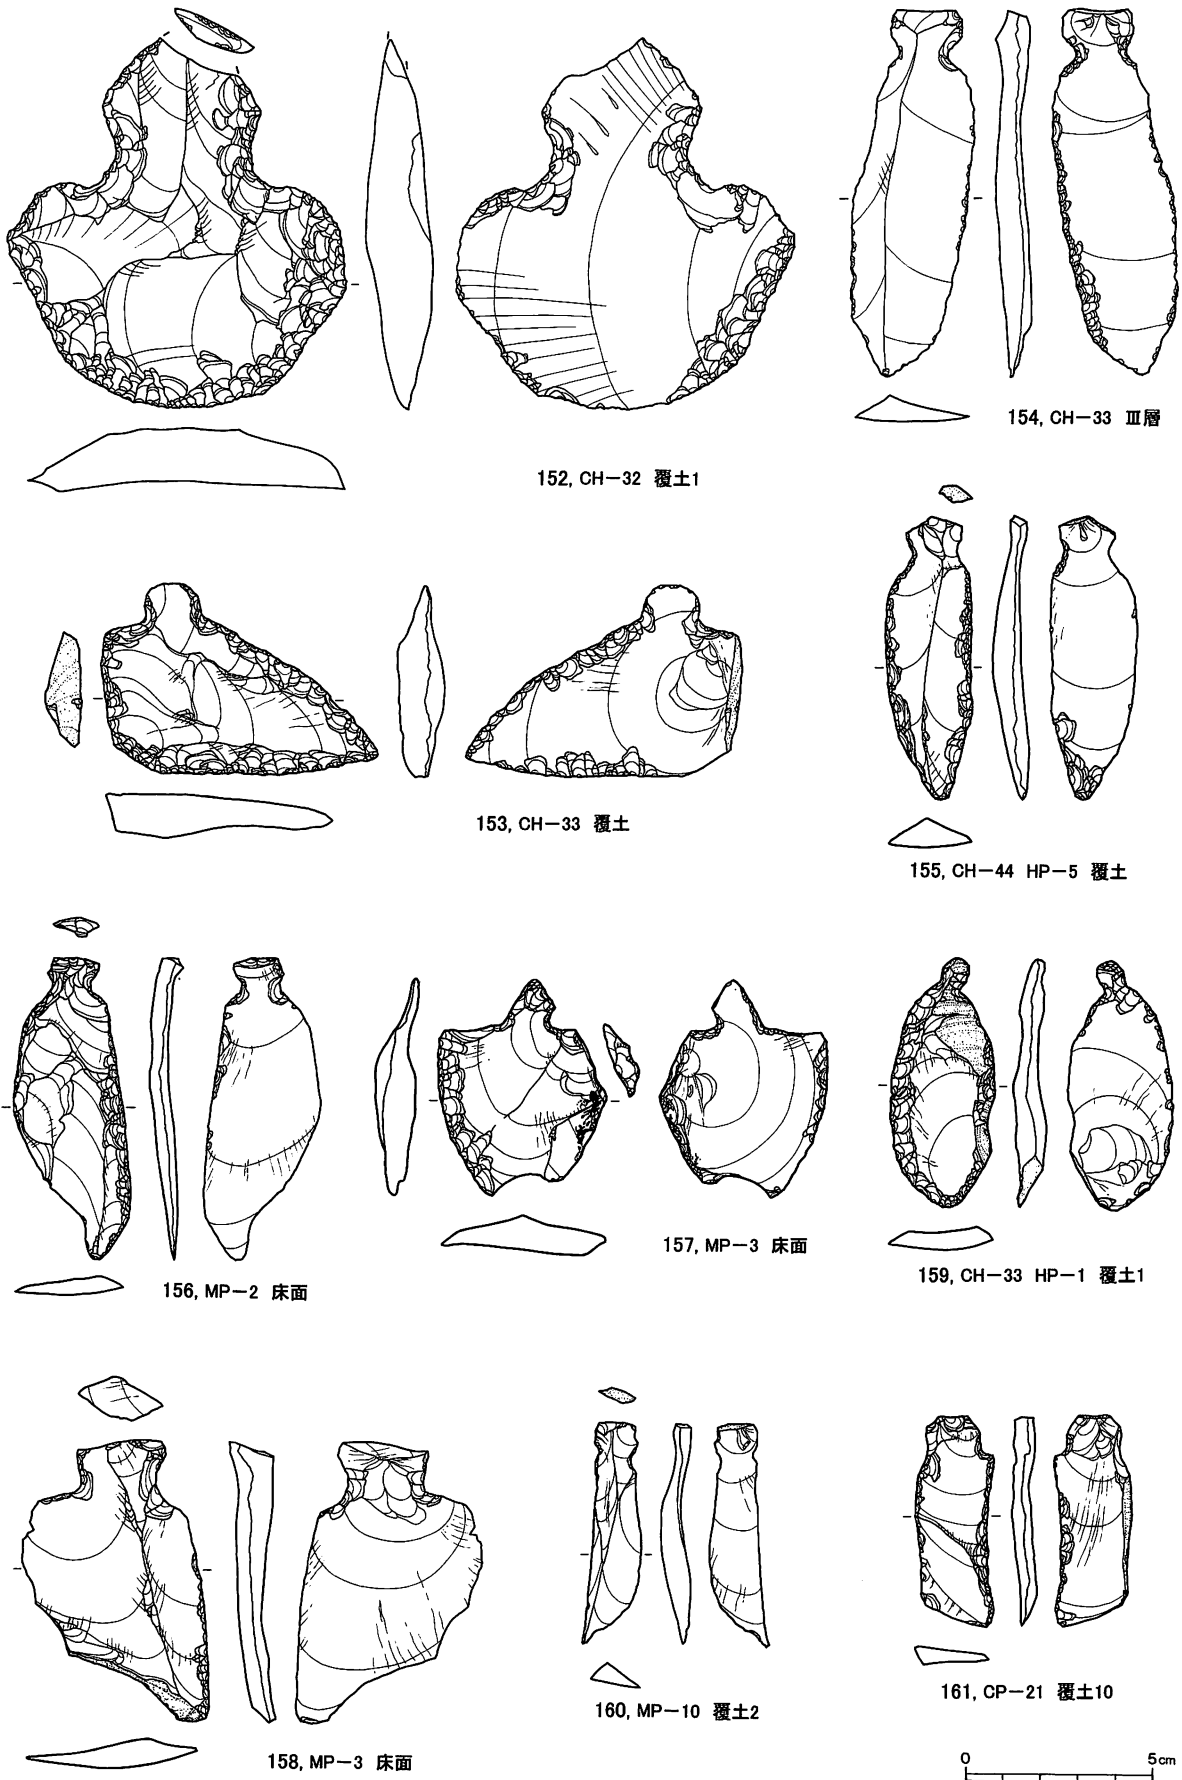 154, CH-33 Ⅲ層
152, CH-32 覆土1
153, CH-33 覆土
155, CH-44 HP-5 覆土
156, MP-2 床面
157, MP-3 床面
159, CH-33 HP-1 覆土1
158, MP-3 床面
160, MP-10 覆土2
161, CP-21 覆土10
0 5cm